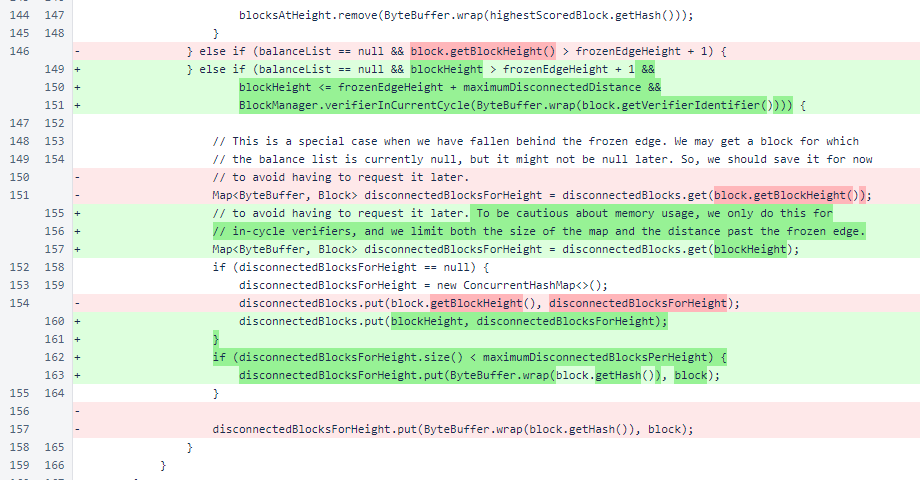 144 147 blocksAtHeight.remove(ByteBuffer.wrap(highestScoredBlock.getHash()));
145 148 }
146 - } else if (balanceList == null && block.getBlockHeight() > frozenEdgeHeight + 1) {
149 + } else if (balanceList == null && blockHeight > frozenEdgeHeight + 1 &&
150 + blockHeight <= frozenEdgeHeight + maximumDisconnectedDistance &&
151 + BlockManager.verifierInCurrentCycle(ByteBuffer.wrap(block.getVerifierIdentifier()))) {
147 152
148 153 // This is a special case when we have fallen behind the frozen edge. We may get a block for which
149 154 // the balance list is currently null, but it might not be null later. So, we should save it for now
150 - // to avoid having to request it later.
151 - Map<ByteBuffer, Block> disconnectedBlocksForHeight = disconnectedBlocks.get(block.getBlockHeight());
155 + // to avoid having to request it later. To be cautious about memory usage, we only do this for
156 + // in-cycle verifiers, and we limit both the size of the map and the distance past the frozen edge.
157 + Map<ByteBuffer, Block> disconnectedBlocksForHeight = disconnectedBlocks.get(blockHeight);
152 158 if (disconnectedBlocksForHeight == null) {
153 159 disconnectedBlocksForHeight = new ConcurrentHashMap<>();
154 - disconnectedBlocks.put(block.getBlockHeight(), disconnectedBlocksForHeight);
160 + disconnectedBlocks.put(blockHeight, disconnectedBlocksForHeight);
161 + }
162 + if (disconnectedBlocksForHeight.size() < maximumDisconnectedBlocksPerHeight) {
163 + disconnectedBlocksForHeight.put(ByteBuffer.wrap(block.getHash()), block);
155 164 }
156 -
157 - disconnectedBlocksForHeight.put(ByteBuffer.wrap(block.getHash()), block);
158 165 }
159 166 }